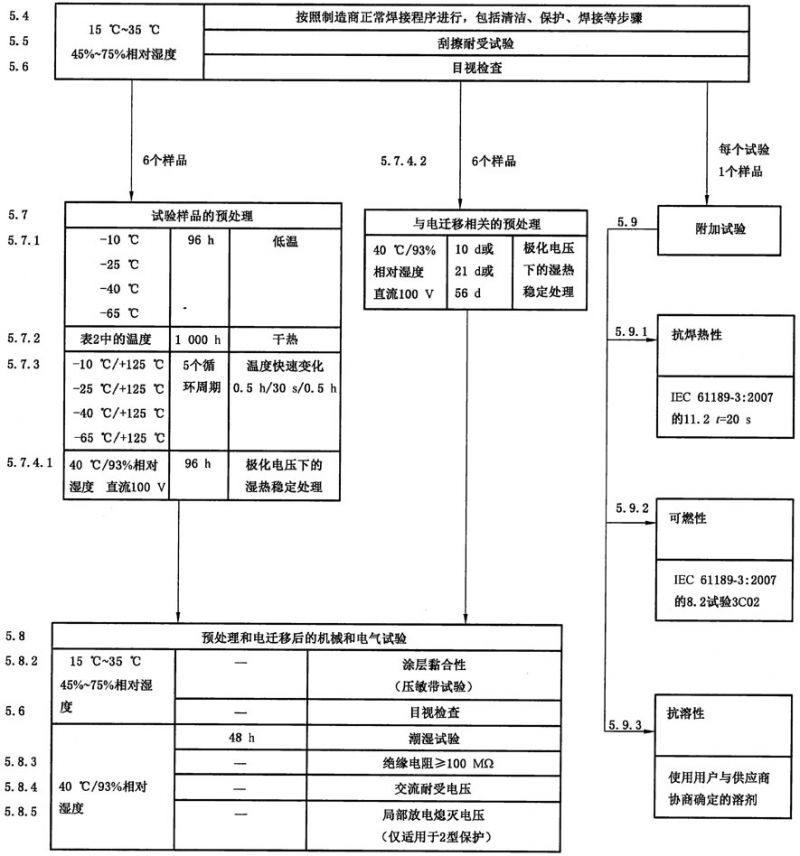 5.4
15 ℃~35 ℃
45%~75%相对湿度
按照制造商正常焊接程序进行，包括清洁、保护、焊接等步骤
5.5
刮擦耐受试验
5.6
目视检查
6个样品
5.7.4.2
6个样品
每个试验
1个样品
5.7
试验样品的预处理
5.7.1
-10 ℃
96 h
低温
-25 ℃
-40 ℃
-65 ℃
5.7.2
表2中的温度
1 000 h
干热
5.7.3
-10 ℃/+125 ℃
5个循
环周期
温度快速变化
0.5 h/30 s/0.5 h
-25 ℃/+125 ℃
-40 ℃/+125 ℃
-65 ℃/+125 ℃
5.7.4.1
40 ℃/93%相对
湿度 直流100 V
96 h
极化电压下的
湿热稳定处理
与电迁移相关的预处理
40 ℃/93%
相对湿度
直流100 V
10 d或
21 d或
56 d
极化电压
下的湿热
稳定处理
5.9
附加试验
5.9.1
抗焊热性
IEC 61189-3:2007
的11.2 t=20 s
5.9.2
可燃性
IEC 61189-3:2007
的8.2试验3C02
5.9.3
抗溶性
使用用户与供应商
协商确定的溶剂
5.8
预处理和电迁移后的机械和电气试验
5.8.2
15 ℃~35 ℃
45%~75%相对湿
度
—
涂层黏合性
（压敏带试验）
5.6
—
目视检查
40 ℃/93%相对
湿度
48 h
潮湿试验
5.8.3
—
绝缘电阻≥100 MΩ
5.8.4
—
交流耐受电压
5.8.5
—
局部放电熄灭电压
（仅适用于2型保护）